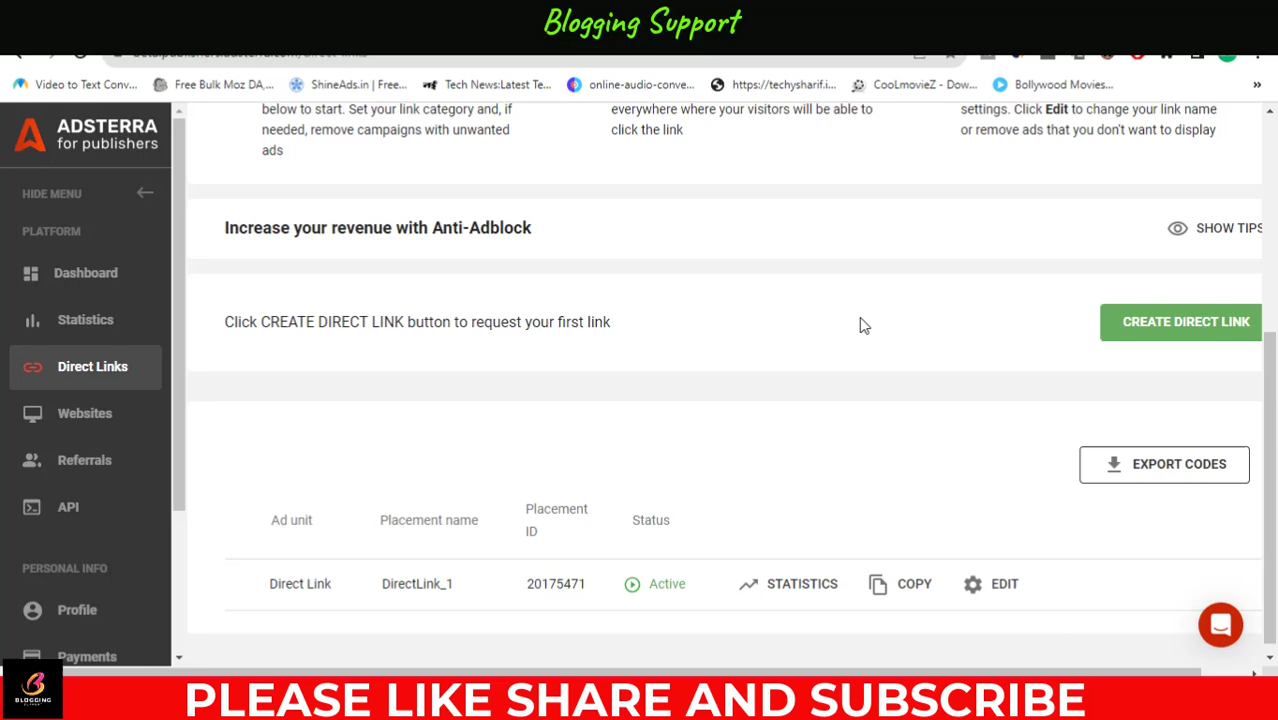 Blogging Support
Video to Text Conv...
Free Bulk Moz DA,...
ShineAds.in | Free...
Tech News:Latest Te...
online-audio-conve...
https://techysharif.i...
CoolmovieZ - Dow...
Bollywood Movies...
»
ADSTERRA
for publishers
HIDE MENU
PLATFORM
Dashboard
Statistics
Direct Links
Websites
Referrals
API
PERSONAL INFO
Profile
Payments
below to start. Set your link category and, if
needed, remove campaigns with unwanted
ads
everywhere where your visitors will be able to
click the link
settings. Click Edit to change your link name
or remove ads that you don't want to display
Increase your revenue with Anti-Adblock
SHOW TIPS
Click CREATE DIRECT LINK button to request your first link
CREATE DIRECT LINK
EXPORT CODES
Ad unit
Placement name
Placement
ID
Status
Direct Link
DirectLink_1
20175471
Active
STATISTICS
COPY
EDIT
BLOGGING
PLEASE LIKE SHARE AND SUBSCRIBE